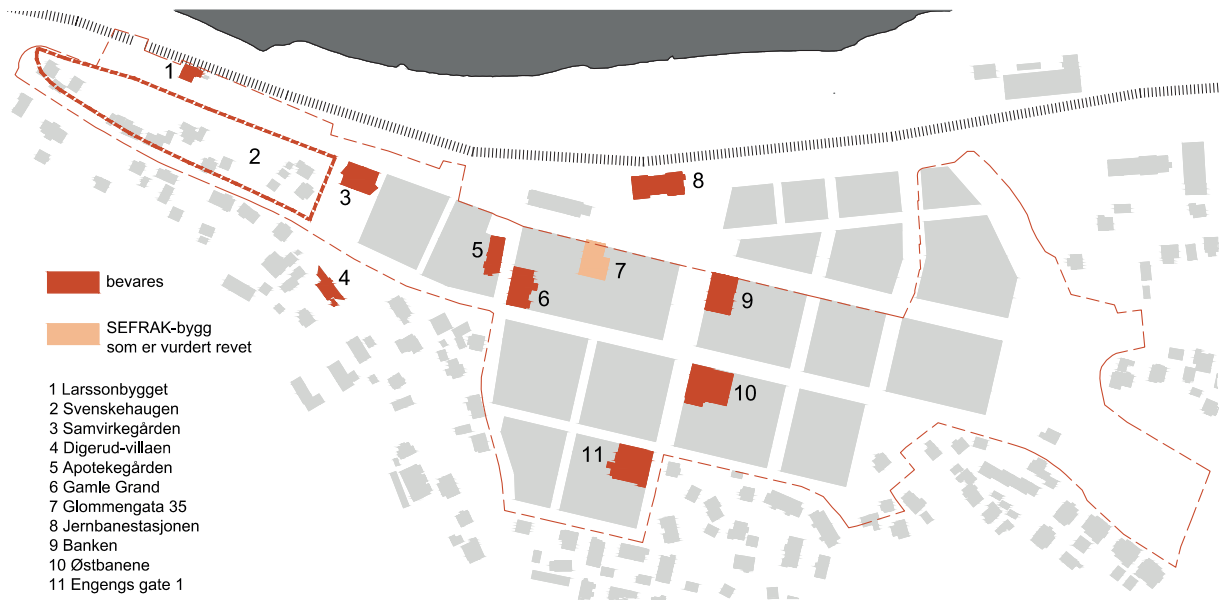 1
2
3
4
5
6
7
8
9
10
11
bevares
SEFRAK-bygg
som er vurdert revet
1 Larssonbygget
2 Svenskehaugen
3 Samvirkegården
4 Digerud-villaen
5 Apotekegården
6 Gamle Grand
7 Glommengata 35
8 Jernbanestasjonen
9 Banken
10 Østbanene
11 Engengs gate 1